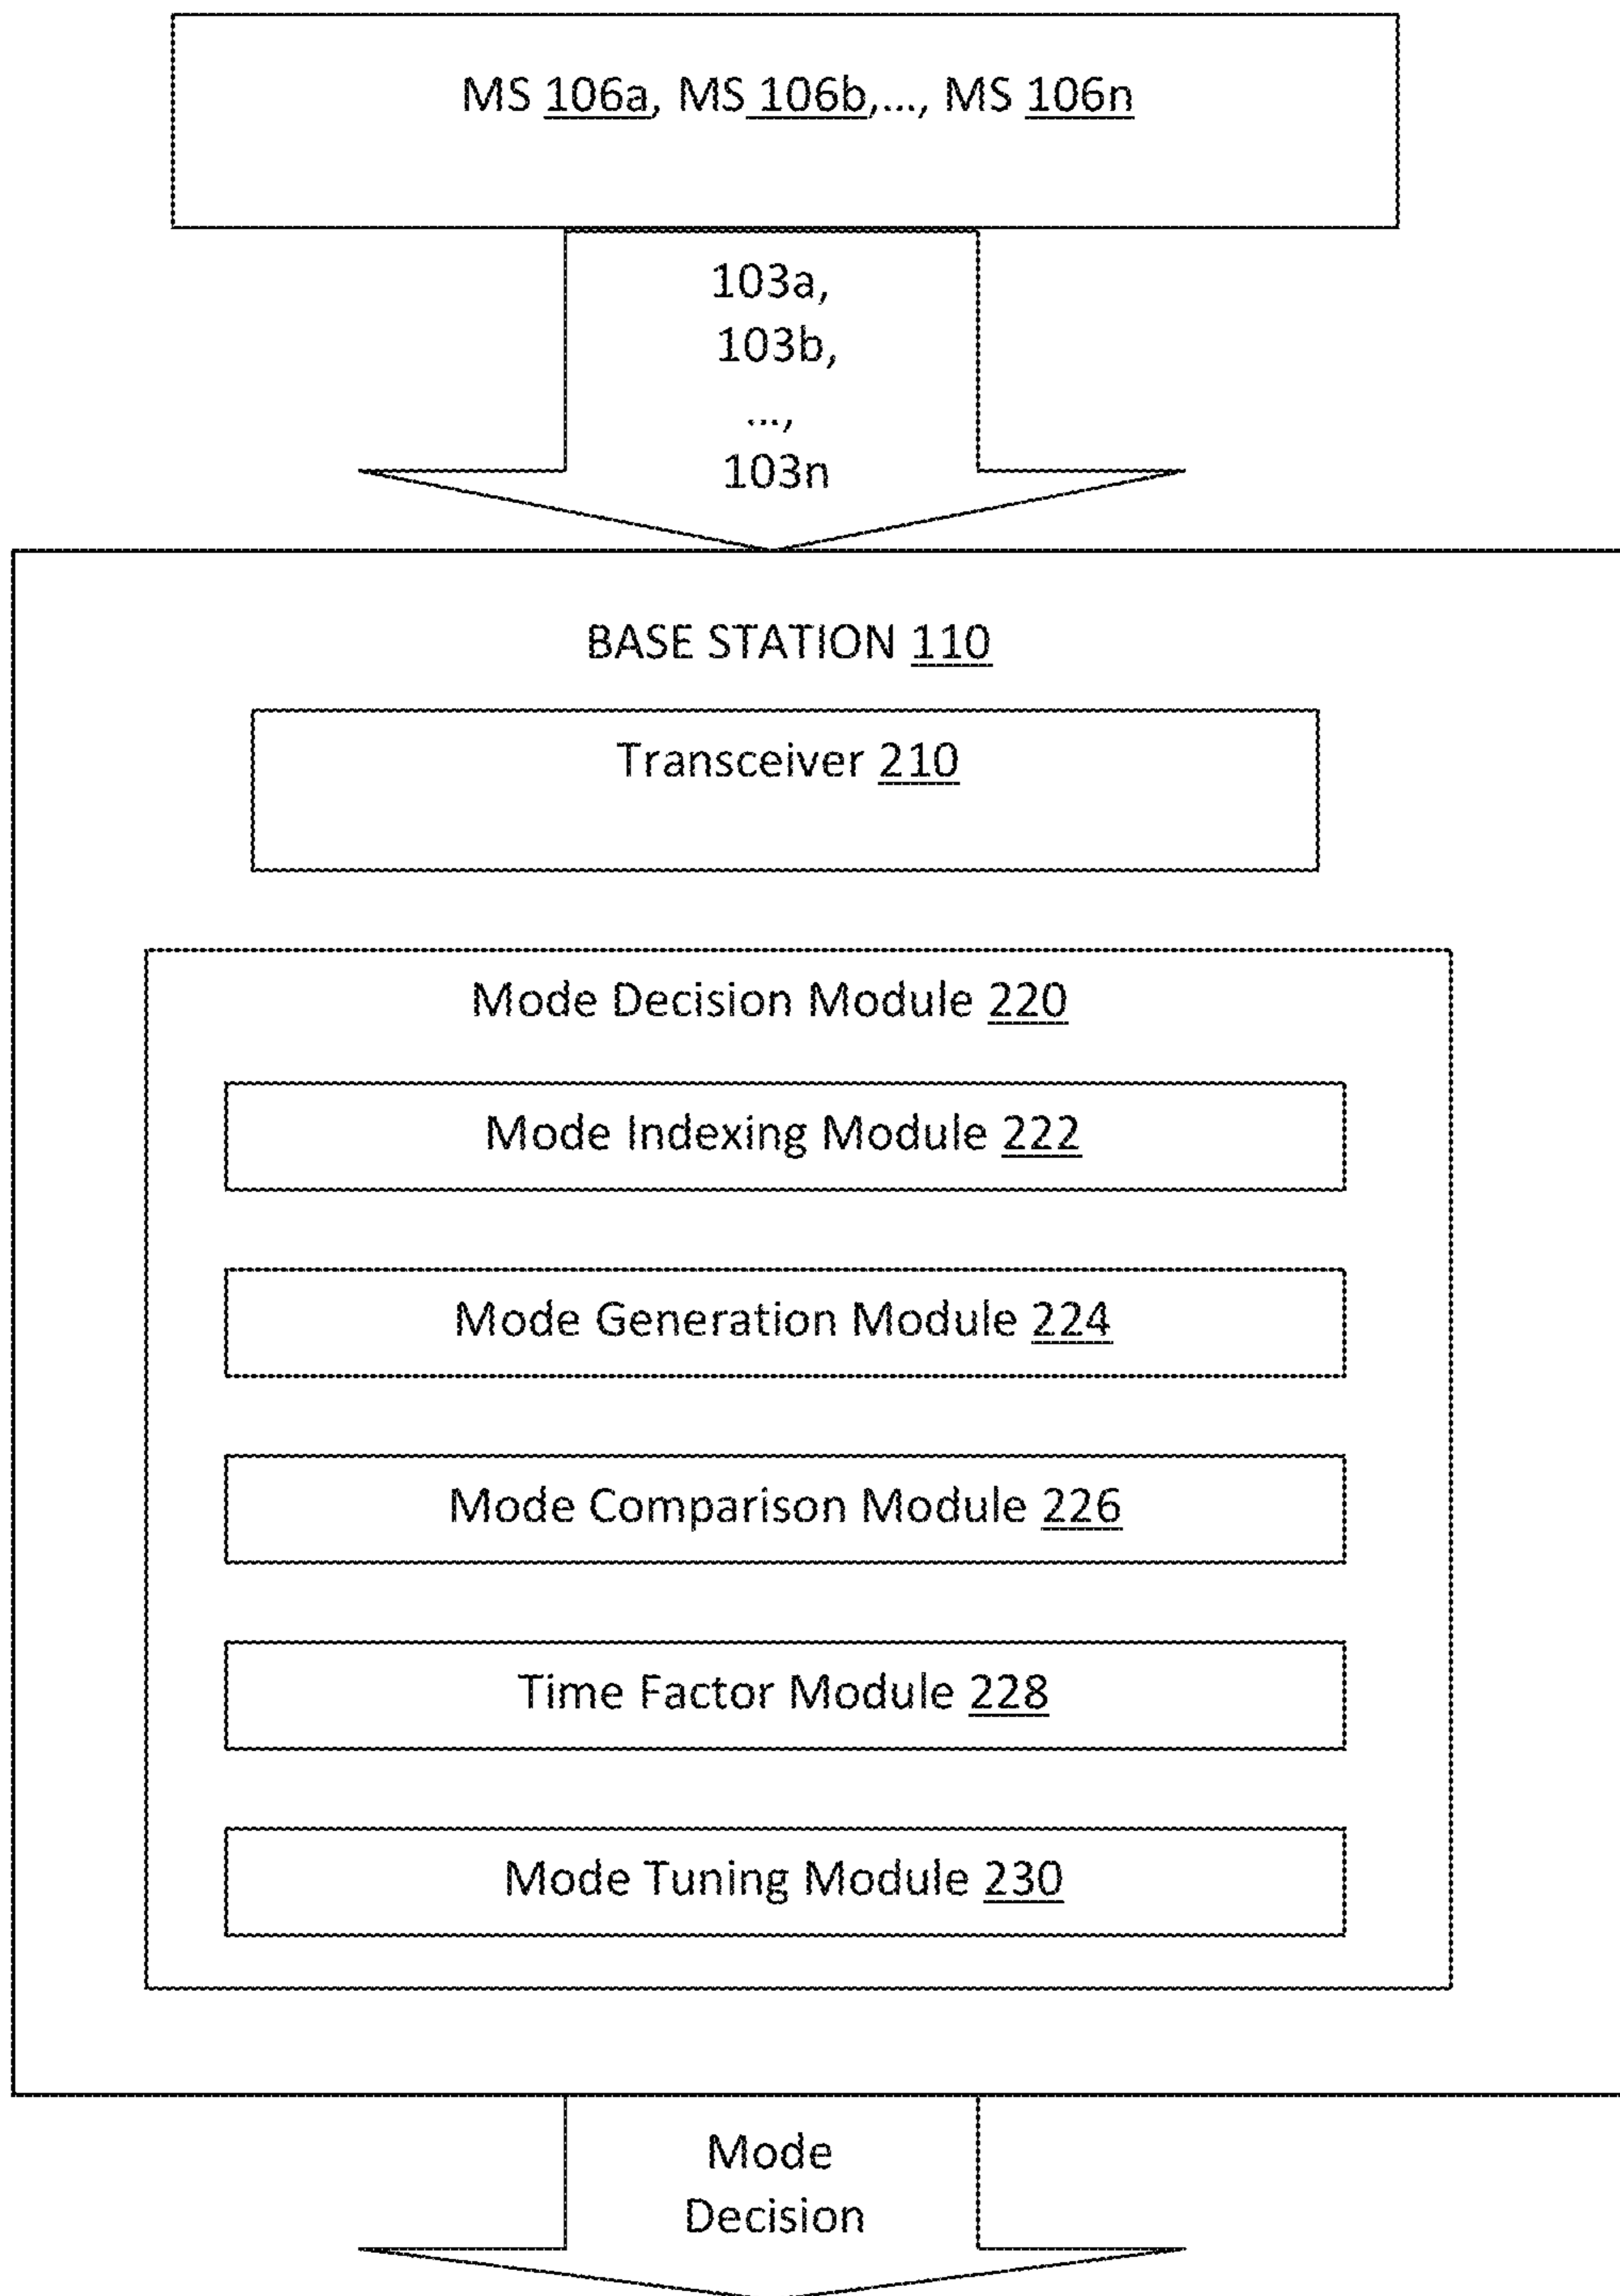 MS 106a, MS 106b,..., MS 106n
103a,
103b,
...,
103n
BASE STATION 110
Transceiver 210
Mode Decision Module 220
Mode Indexing Module 222
Mode Generation Module 224
Mode Comparison Module 226
Time Factor Module 228
Mode Tuning Module 230
Mode
Decision